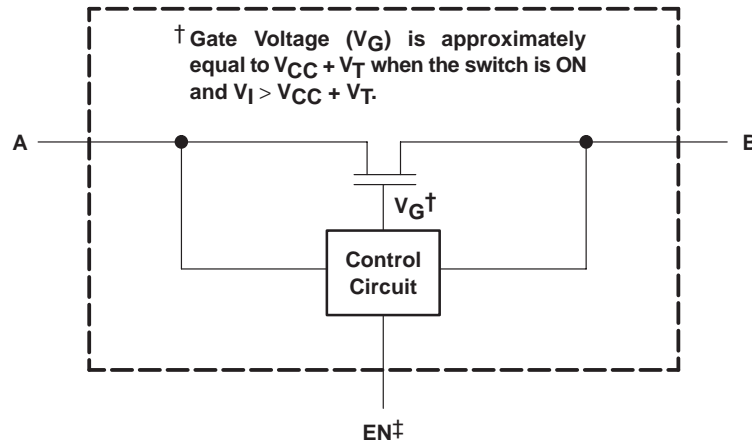 † Gate Voltage (VG) is approximately
equal to VCC + VT when the switch is ON
and VI > VCC + VT.
A
B
VG†
Control
Circuit
EN‡